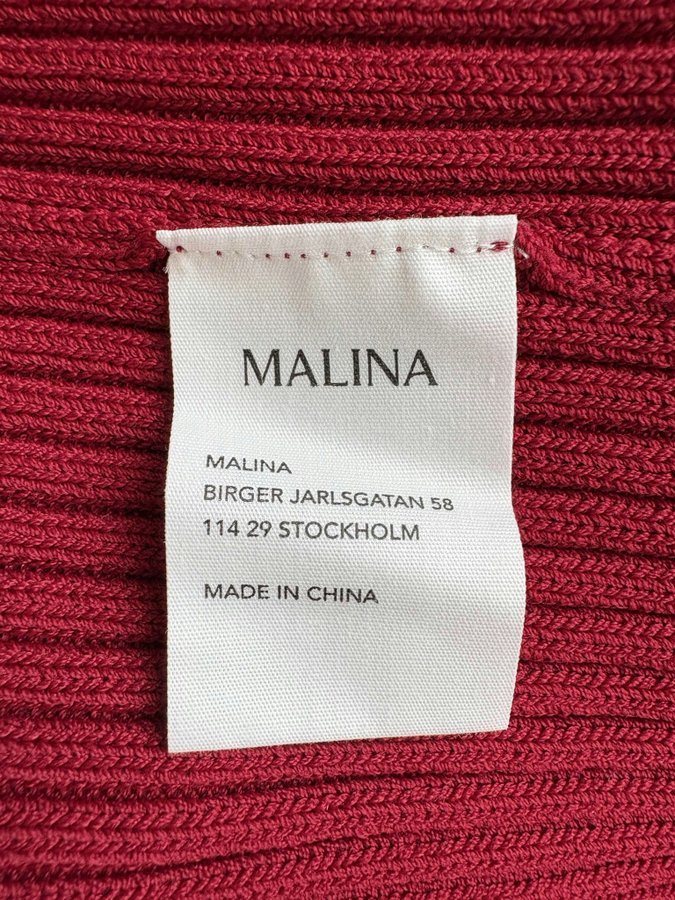 MALINA
MALINA
BIRGER JARLSGATAN 58
114 29 STOCKHOLM
MADE IN CHINA